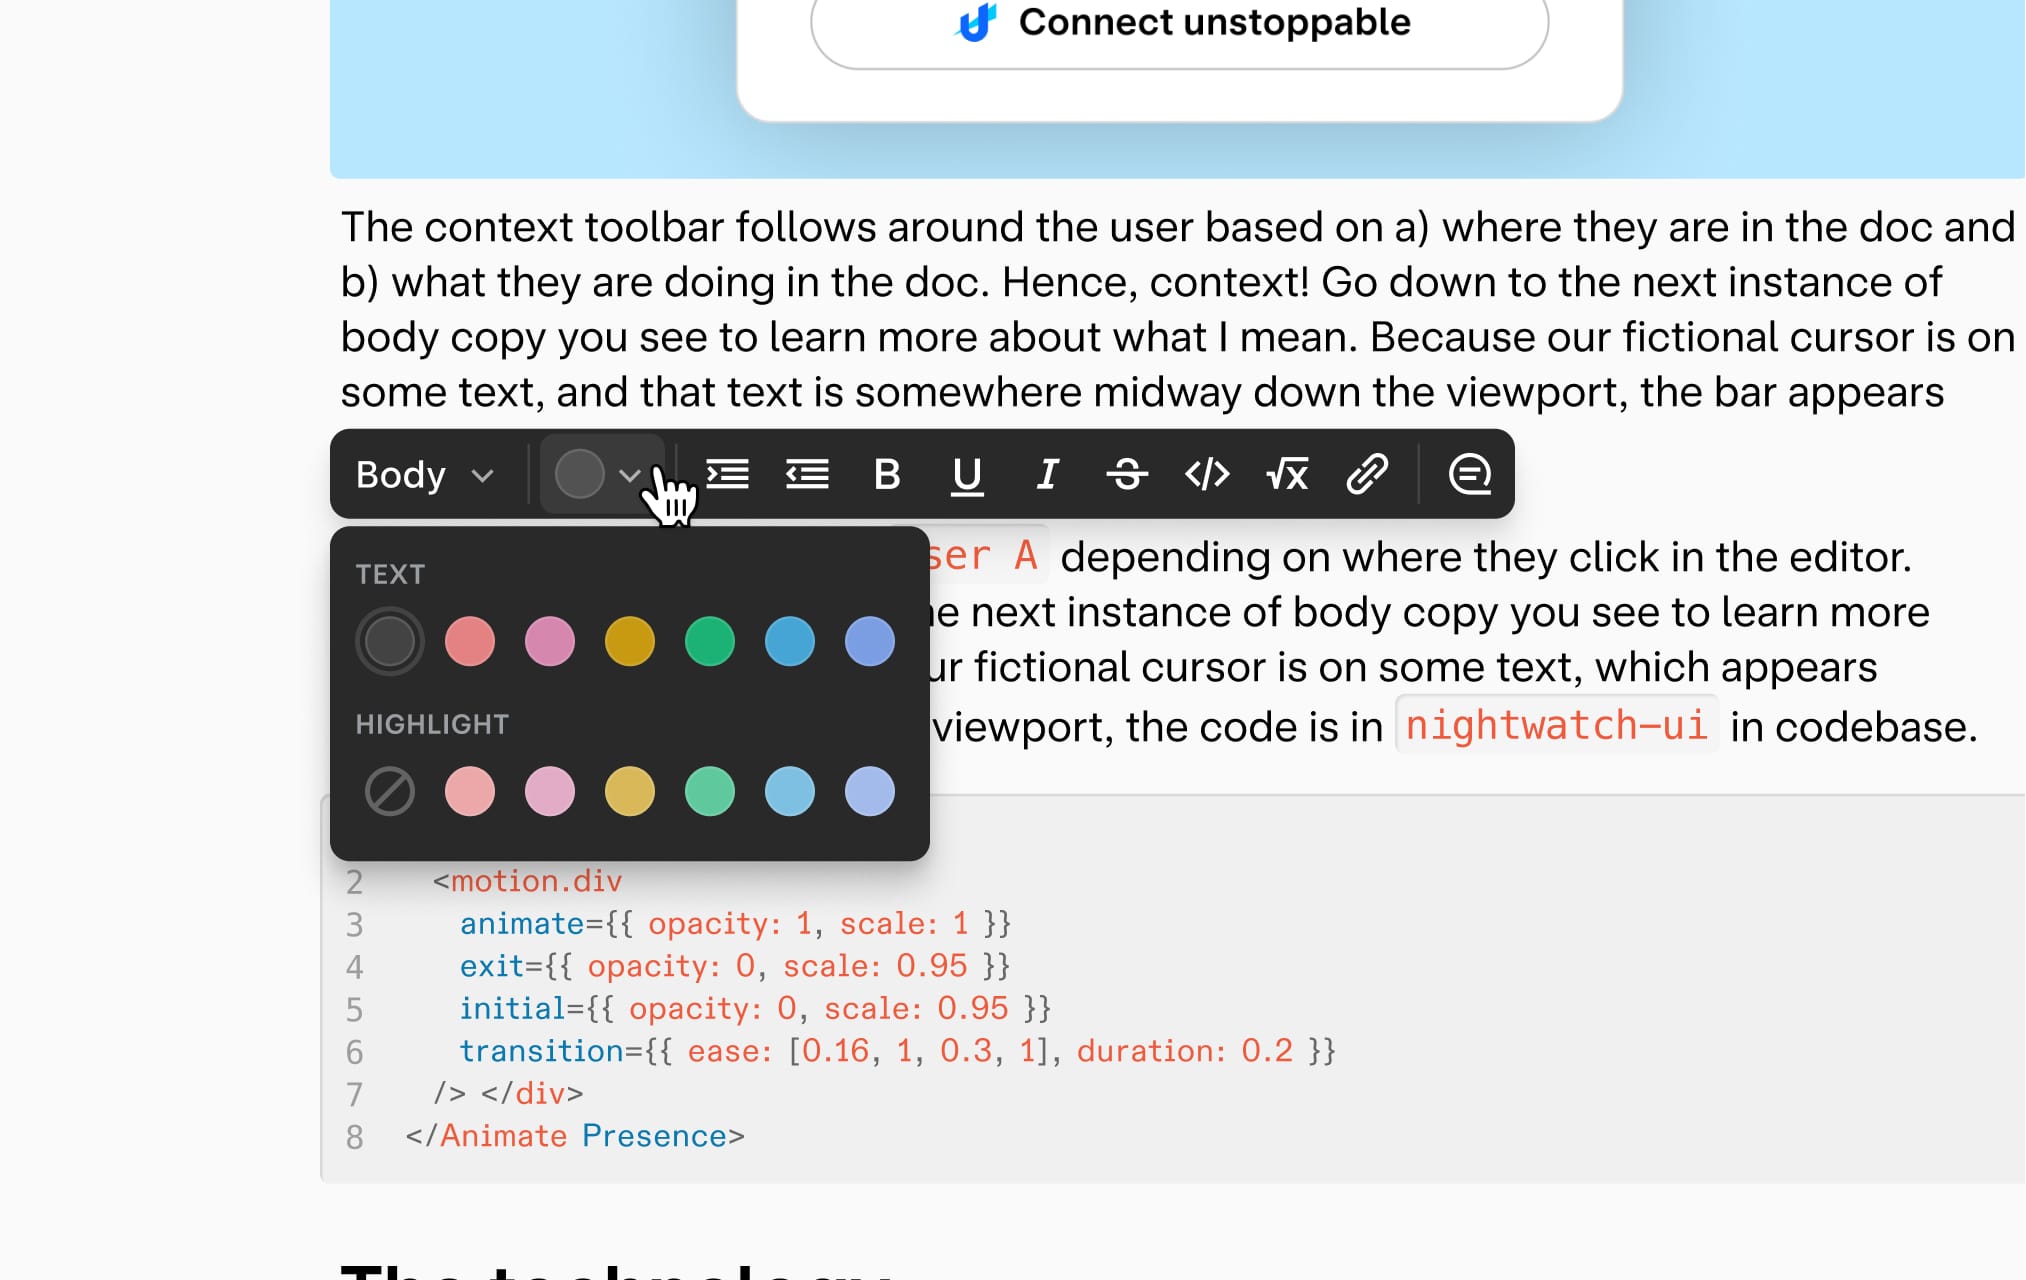 Connect unstoppable
The context toolbar follows around the user based on a) where they are in the doc and
b) what they are doing in the doc. Hence, context! Go down to the next instance of
body copy you see to learn more about what I mean. Because our fictional cursor is on
some text, and that text is somewhere midway down the viewport, the bar appears
Body
B U I
TEXT
A depending on where they click in the editor.
next instance of body copy you see to learn more
fictional cursor is on some text, which appears
HIGHLIGHT
viewport, the code is in nightwatch-ui in codebase.
2 <motion.div
3 animate={{ opacity: 1, scale: 1 }}
4 exit={{ opacity: 0, scale: 0.95 }}
5 initial={{ opacity: 0, scale: 0.95 }}
6 transition={{ ease: [0.16, 1, 0.3, 1], duration: 0.2 }}
7 /> </div>
8 </Animate Presence>
The technology